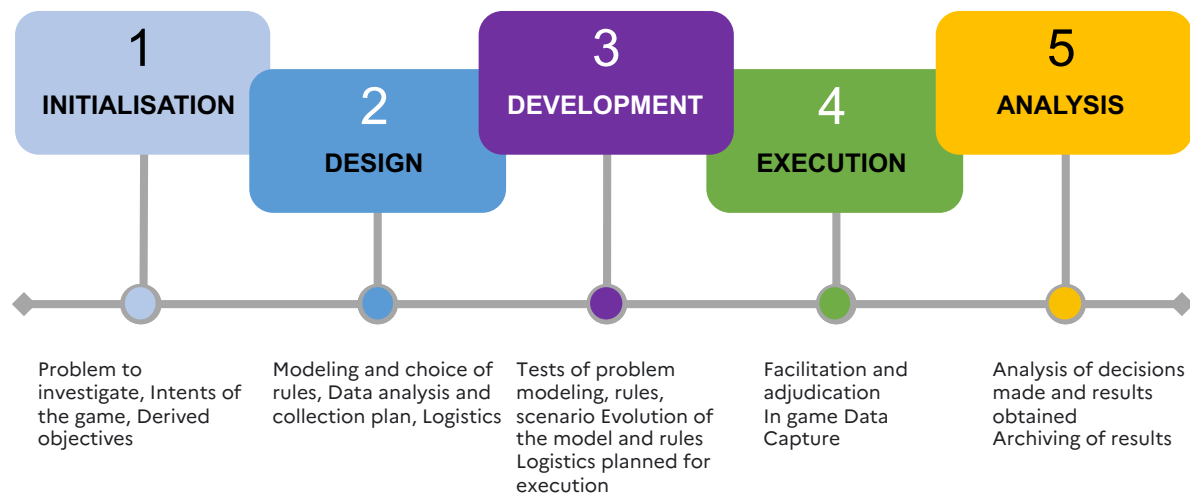 1
INITIALISATION
2
DESIGN
3
DEVELOPMENT
4
EXECUTION
5
ANALYSIS
Problem to
investigate, Intents of
the game, Derived
objectives
Modeling and choice of
rules, Data analysis and
collection plan, Logistics
Tests of problem
modeling, rules,
scenario Evolution of
the model and rules
Logistics planned for
execution
Facilitation and
adjudication
In game Data
Capture
Analysis of decisions
made and results
obtained
Archiving of results